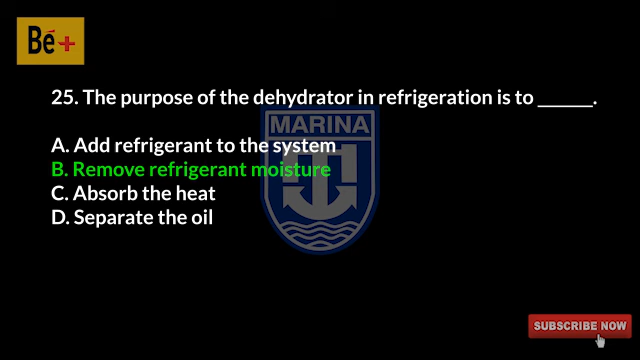 Bé+
25. The purpose of the dehydrator in refrigeration is to ______.
A. Add refrigerant to the system
B. Remove refrigerant moisture
C. Absorb the heat
D. Separate the oil
MARINA
SUBSCRIBE NOW